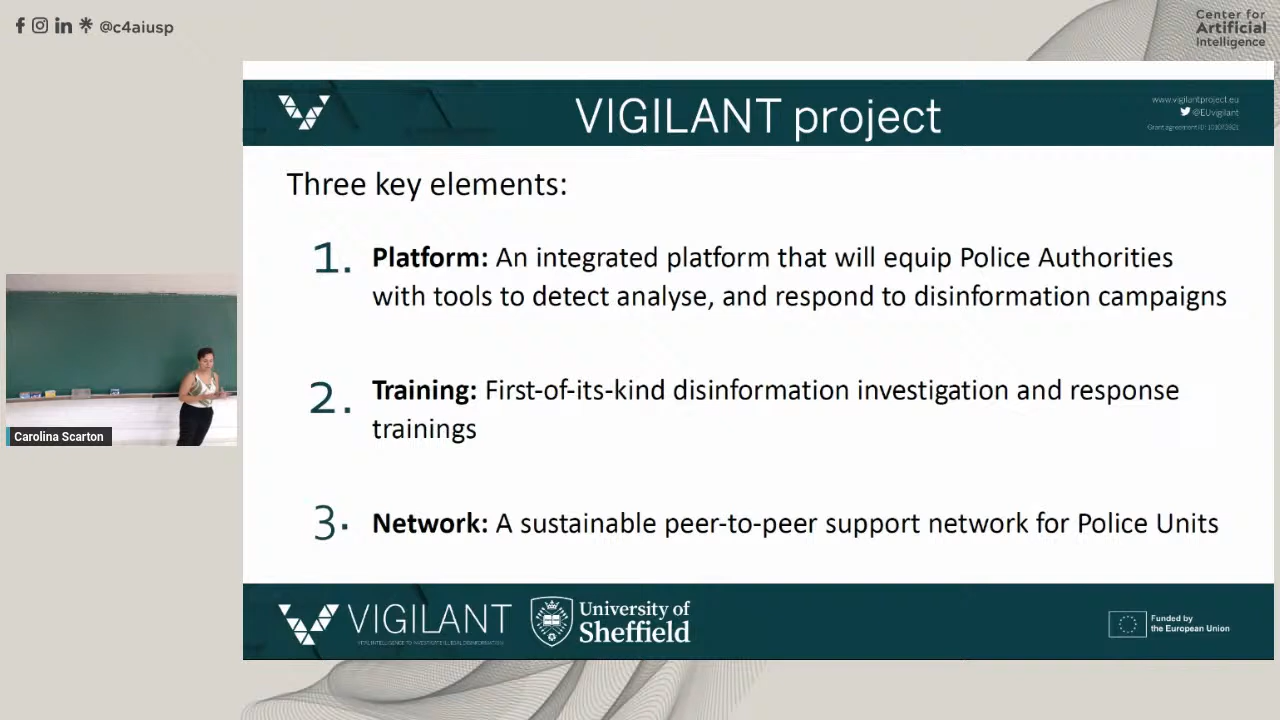 @c4aiusp
Center for
Artificial
Intelligence
VIGILANT project
www.vigilantproject.eu
@EUvigilant
Three key elements:
1. Platform: An integrated platform that will equip Police Authorities
with tools to detect analyse, and respond to disinformation campaigns
2. Training: First-of-its-kind disinformation investigation and response
trainings
3. Network: A sustainable peer-to-peer support network for Police Units
Carolina Scarton
VIGILANT
University of
Sheffield
Funded by
the European Union